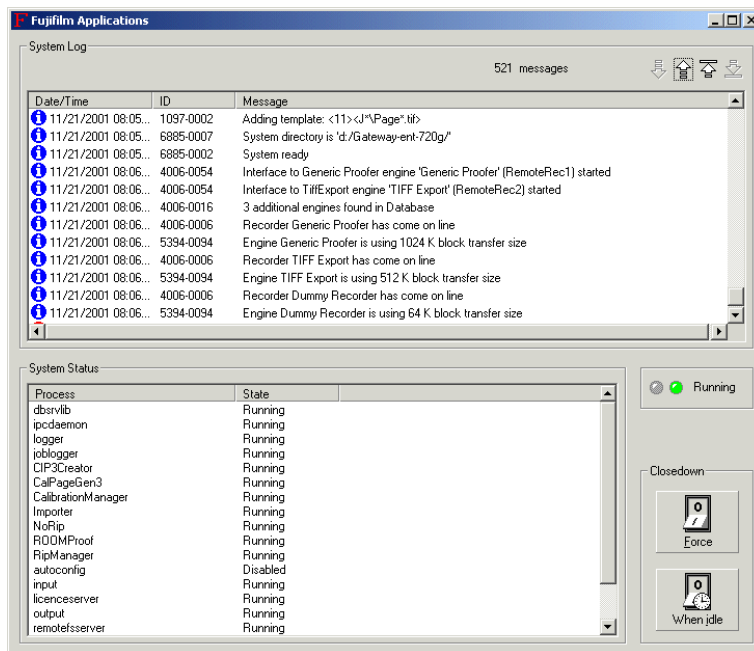 Fujifilm Applications
System Log
521 messages
Date/Time ID Message
11/21/2001 08:05... 1097-0002 Adding template: <11><J*\Page*.tif>
11/21/2001 08:05... 6885-0007 System directory is 'd:/Gateway-ent-720g/'
11/21/2001 08:05... 6885-0002 System ready
11/21/2001 08:06... 4006-0054 Interface to Generic Proofer engine 'Generic Proofer' (RemoteRec1) started
11/21/2001 08:06... 4006-0054 Interface to TiffExport engine 'TIFF Export' (RemoteRec2) started
11/21/2001 08:06... 4006-0016 3 additional engines found in Database
11/21/2001 08:06... 4006-0006 Recorder Generic Proofer has come on line
11/21/2001 08:06... 5394-0094 Engine Generic Proofer is using 1024 K block transfer size
11/21/2001 08:06... 4006-0006 Recorder TIFF Export has come on line
11/21/2001 08:06... 5394-0094 Engine TIFF Export is using 512 K block transfer size
11/21/2001 08:06... 4006-0006 Recorder Dummy Recorder has come on line
11/21/2001 08:06... 5394-0094 Engine Dummy Recorder is using 64 K block transfer size
System Status
Process State
dbsrvlib Running
ipcdaemon Running
logger Running
joblogger Running
CIP3Creator Running
CalPageGen3 Running
CalibrationManager Running
Importer Running
NoRip Running
ROOMProof Running
RipManager Running
autoconfig Disabled
input Running
licenceserver Running
output Running
remotefsserver Running
Running
Closedown
Force
When idle